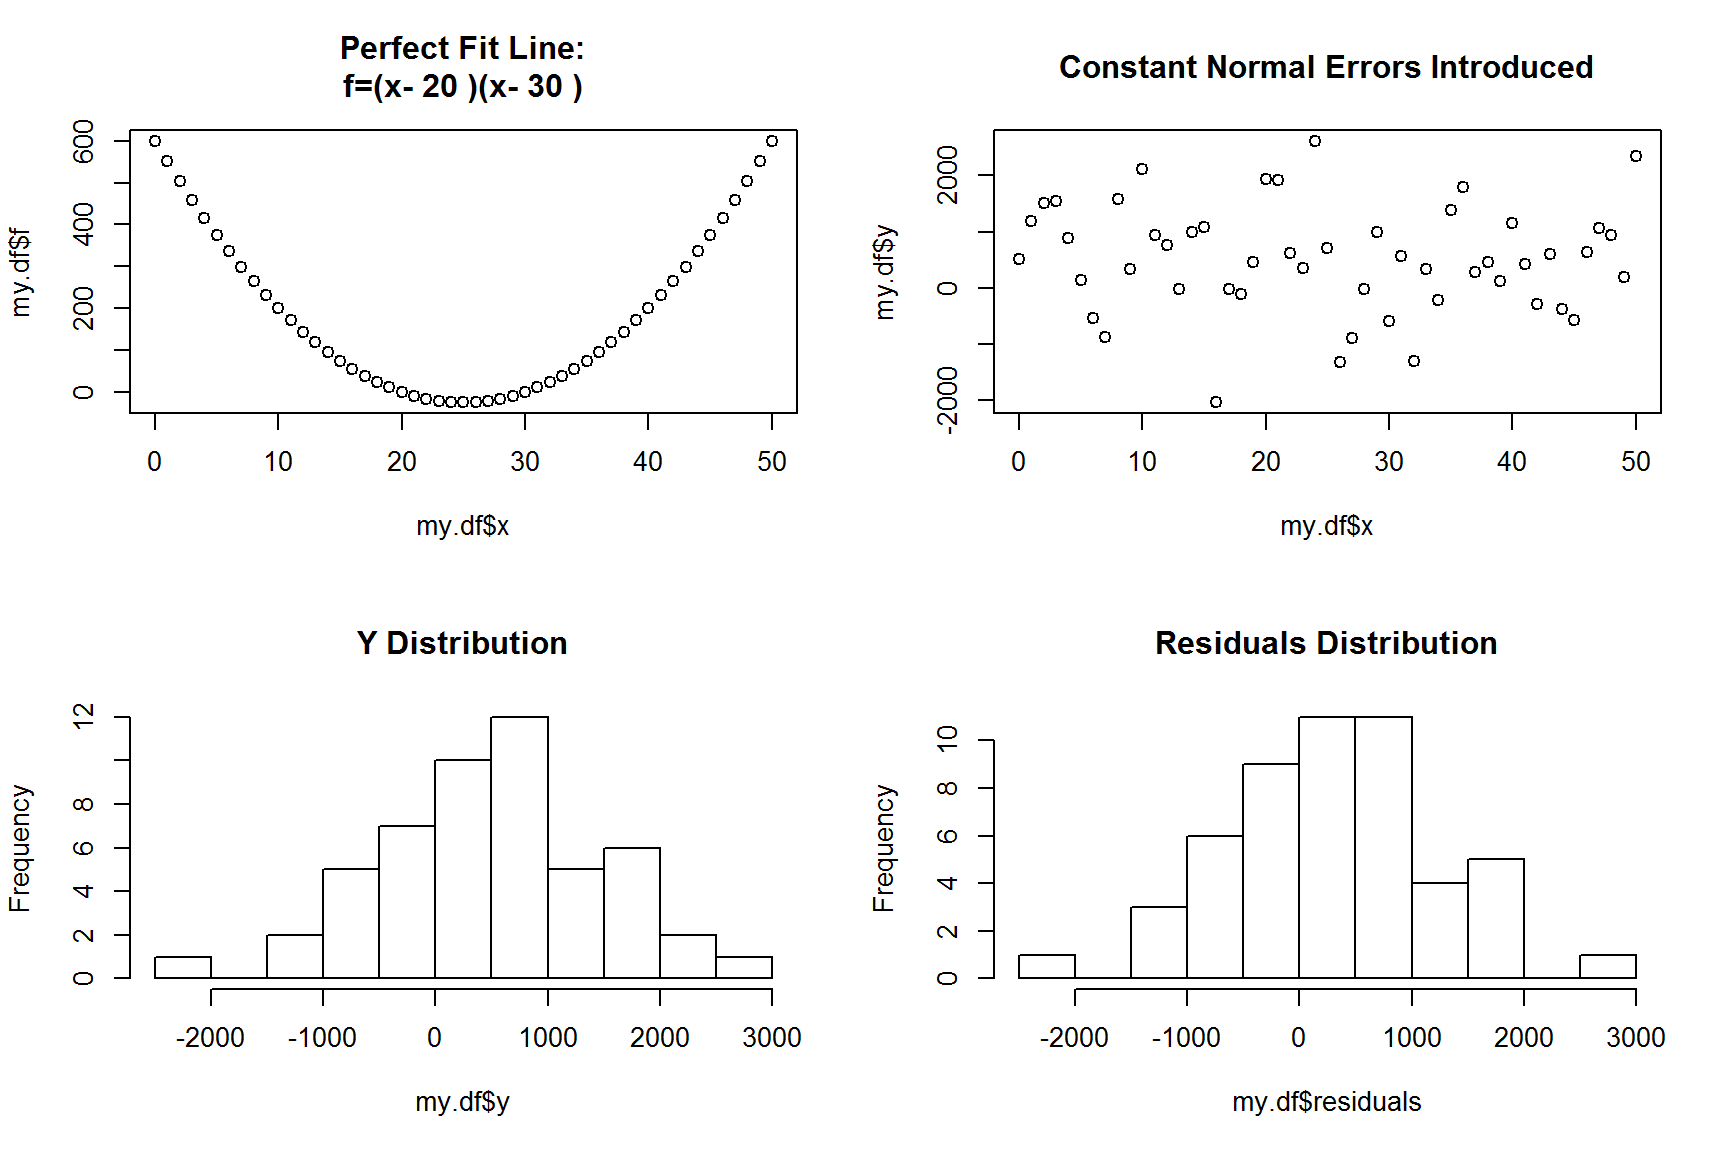 Perfect Fit Line:
f=(x- 20 )(x- 30 )
my.df$f
0 200 400 600
0 10 20 30 40 50
my.df$x
Constant Normal Errors Introduced
my.df$y
-2000 0 2000
0 10 20 30 40 50
my.df$x
Y Distribution
Frequency
0 2 4 6 8 12
-2000 -1000 0 1000 2000 3000
my.df$y
Residuals Distribution
Frequency
0 2 4 6 8 10
-2000 -1000 0 1000 2000 3000
my.df$residuals